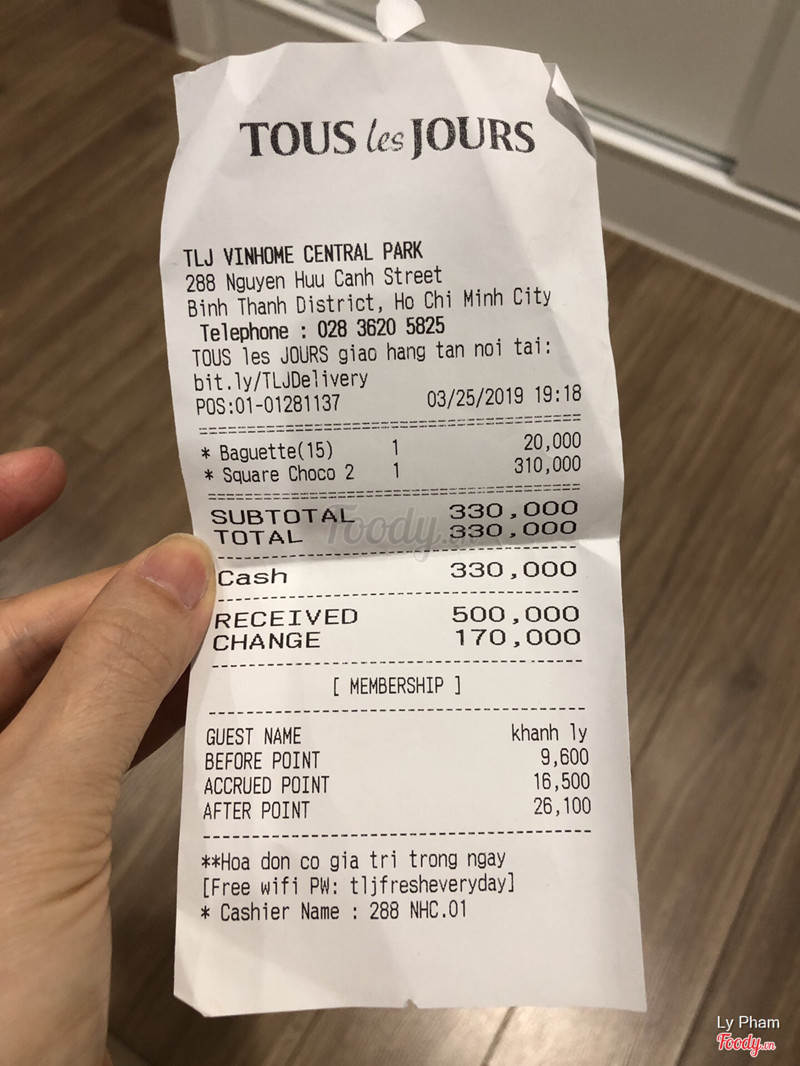 TOUS les JOURS
TLJ VINHOME CENTRAL PARK
288 Nguyen Huu Canh Street
Binh Thanh District, Ho Chi Minh City
Telephone : 028 3620 5825
TOUS les JOURS giao hang tan noi tai:
bit.ly/TLJDelivery
POS:01-01281137 03/25/2019 19:18
* Baguette(15) 1 20,000
* Square Choco 2 1 310,000
SUBTOTAL 330,000
TOTAL 330,000
Foody.vn
Cash 330,000
RECEIVED 500,000
CHANGE 170,000
[ MEMBERSHIP ]
GUEST NAME khanh ly
BEFORE POINT 9,600
ACCRUED POINT 16,500
AFTER POINT 26,100
**Hoa don co gia tri trong ngay
[Free wifi PW: tljfresheveryday]
* Cashier Name : 288 NHC.01
Ly Pham
Foody.vn